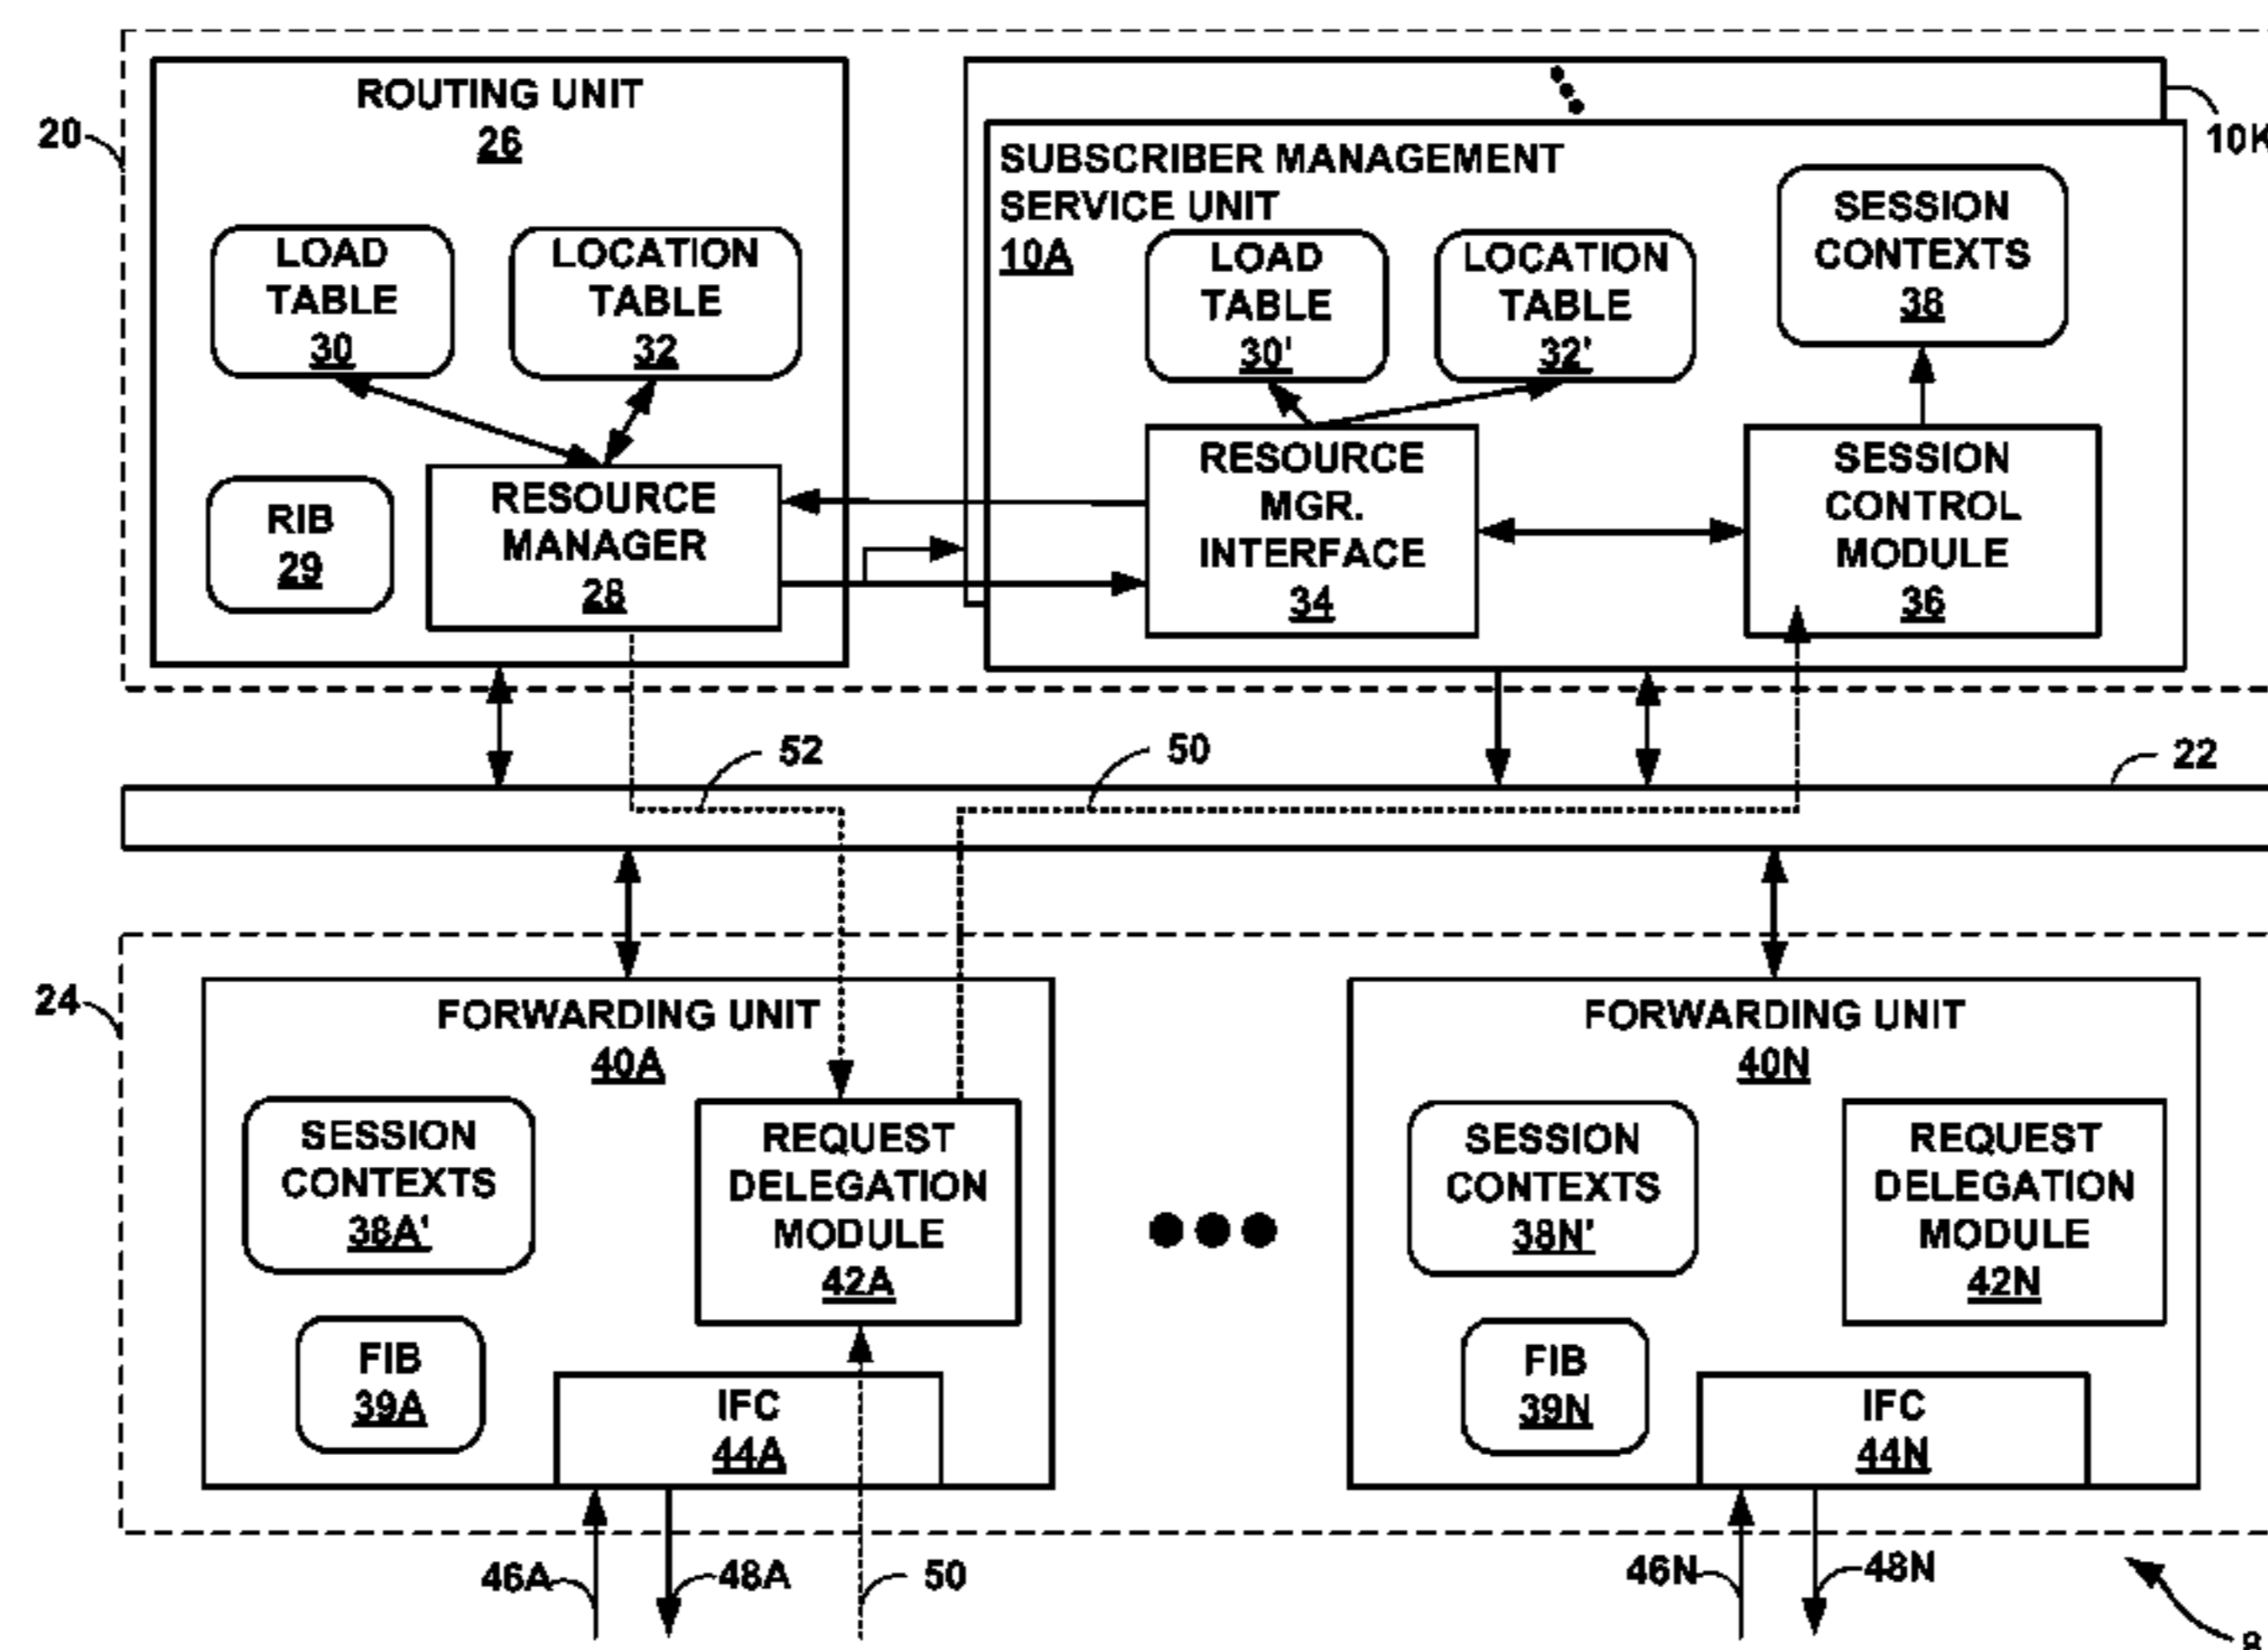 20
ROUTING UNIT
26
LOAD
TABLE
30
LOCATION
TABLE
32
RIB
29
RESOURCE
MANAGER
28
10K
SUBSCRIBER MANAGEMENT
SERVICE UNIT
10A
LOAD
TABLE
30'
LOCATION
TABLE
32'
SESSION
CONTEXTS
38
RESOURCE
MGR.
INTERFACE
34
SESSION
CONTROL
MODULE
36
52
50
22
24
FORWARDING UNIT
40A
SESSION
CONTEXTS
38A'
REQUEST
DELEGATION
MODULE
42A
FIB
39A
IFC
44A
FORWARDING UNIT
40N
SESSION
CONTEXTS
38N'
REQUEST
DELEGATION
MODULE
42N
FIB
39N
IFC
44N
46A
48A
50
46N
48N
8